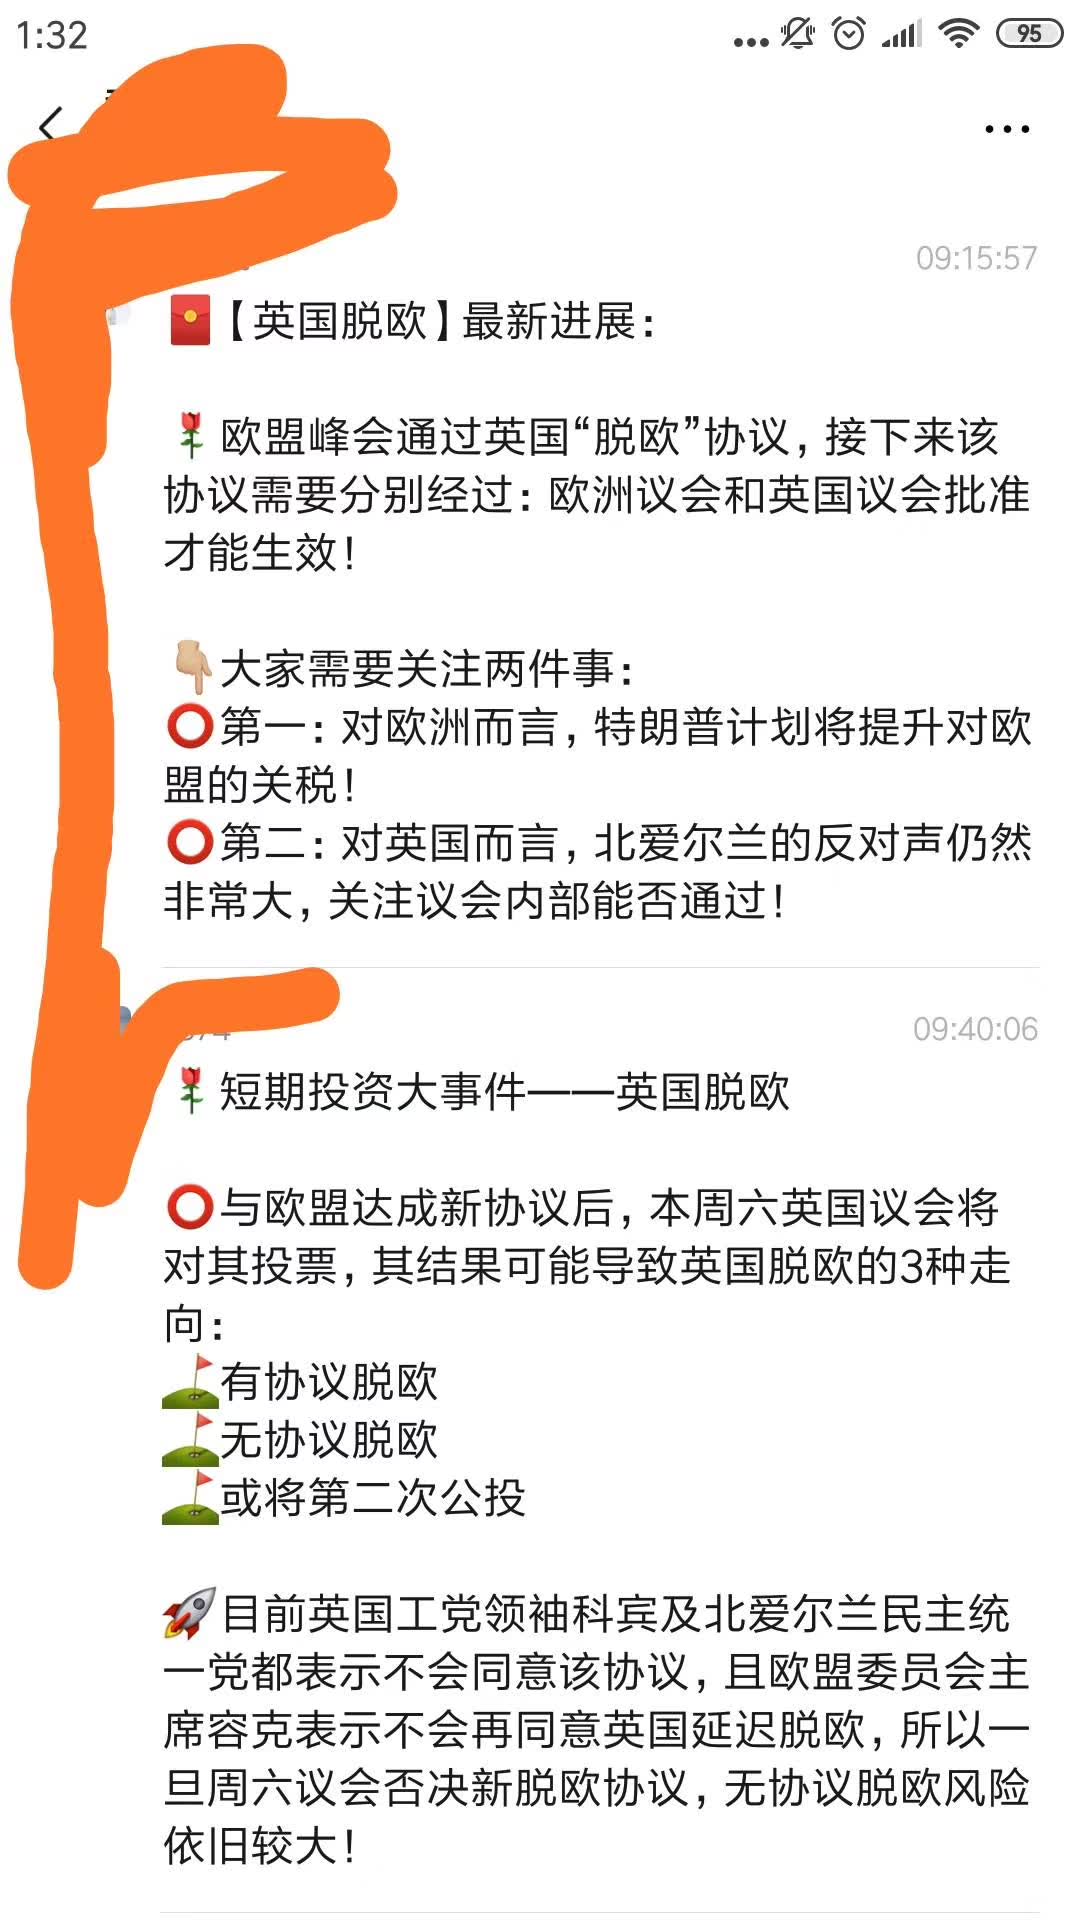 1:32
95
09:15:57
【英国脱欧】最新进展：
欧盟峰会通过英国“脱欧”协议，接下来该
协议需要分别经过：欧洲议会和英国议会批准
才能生效！
大家需要关注两件事：
第一：对欧洲而言，特朗普计划将提升对欧
盟的关税！
第二：对英国而言，北爱尔兰的反对声仍然
非常大，关注议会内部能否通过！
09:40:06
短期投资大事件——英国脱欧
与欧盟达成新协议后，本周六英国议会将
对其投票，其结果可能导致英国脱欧的3种走
向：
有协议脱欧
无协议脱欧
或将第二次公投
目前英国工党领袖科宾及北爱尔兰民主统
一党都表示不会同意该协议，且欧盟委员会主
席容克表示不会再同意英国延迟脱欧，所以一
旦周六议会否决新脱欧协议，无协议脱欧风险
依旧较大！